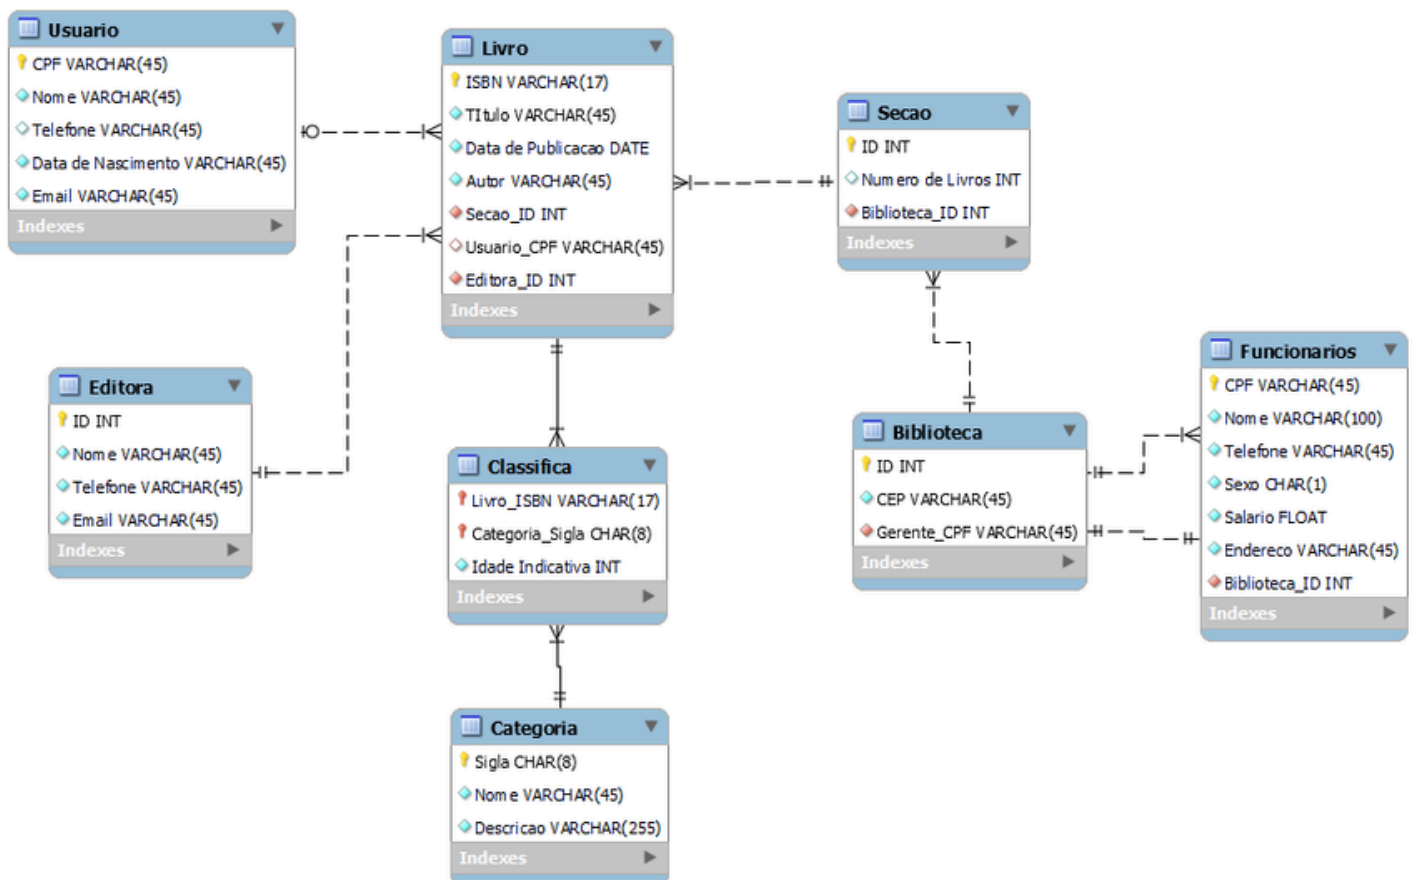 Usuario
CPF VARCHAR(45)
Nome VARCHAR(45)
Telefone VARCHAR(45)
Data de Nascimento VARCHAR(45)
Email VARCHAR(45)
Indexes
Livro
ISBN VARCHAR(17)
TItulo VARCHAR(45)
Data de Publicacao DATE
Autor VARCHAR(45)
Secao_ID INT
Usuario_CPF VARCHAR(45)
Editora_ID INT
Indexes
Secao
ID INT
Numero de Livros INT
Biblioteca_ID INT
Indexes
Editora
ID INT
Nome VARCHAR(45)
Telefone VARCHAR(45)
Email VARCHAR(45)
Indexes
Classifica
Livro_ISBN VARCHAR(17)
Categoria_Sigla CHAR(8)
Idade Indicativa INT
Indexes
Biblioteca
ID INT
CEP VARCHAR(45)
Gerente_CPF VARCHAR(45)
Indexes
Funcionarios
CPF VARCHAR(45)
Nome VARCHAR(100)
Telefone VARCHAR(45)
Sexo CHAR(1)
Salario FLOAT
Endereco VARCHAR(45)
Biblioteca_ID INT
Indexes
Categoria
Sigla CHAR(8)
Nome VARCHAR(45)
Descricao VARCHAR(255)
Indexes